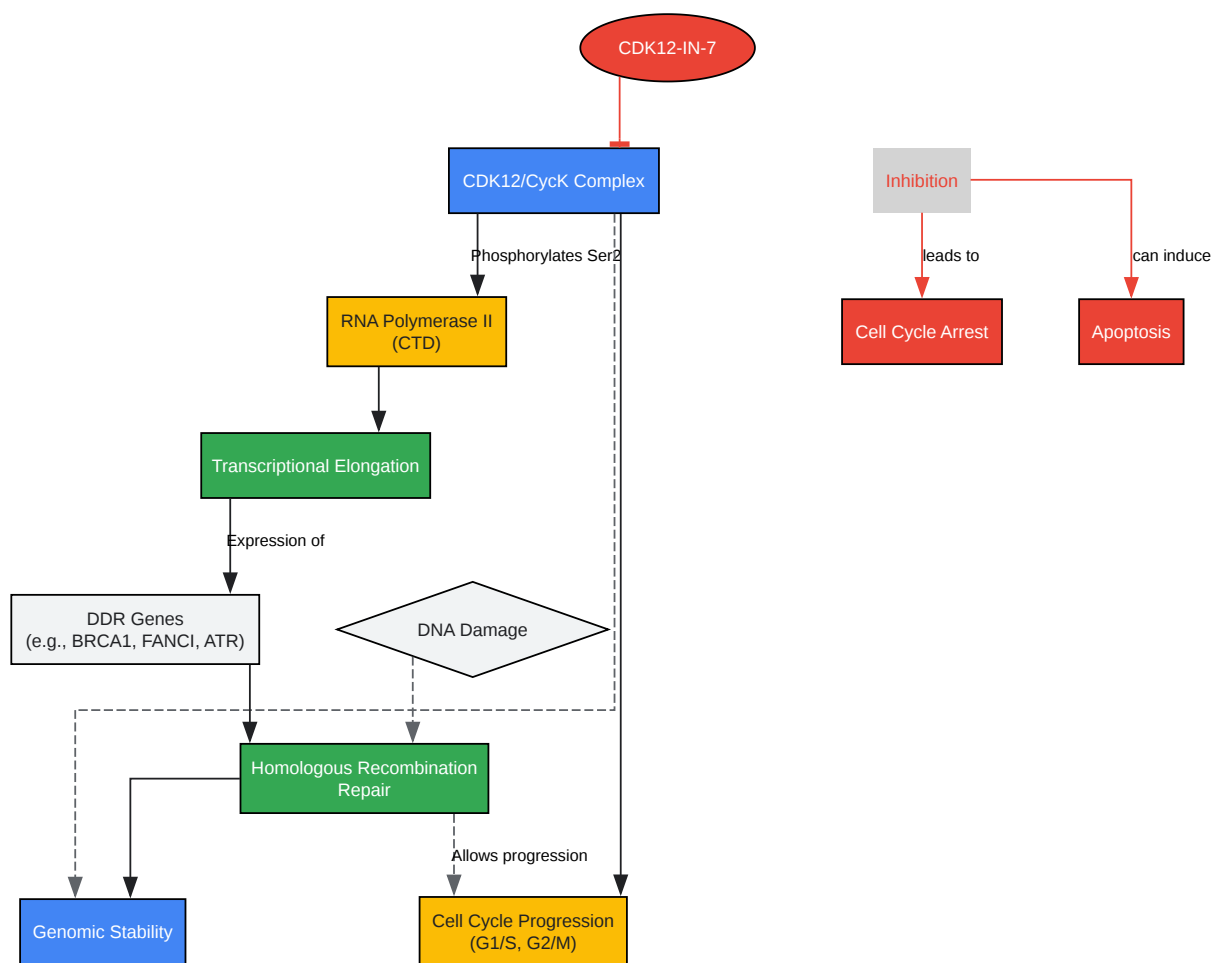 CDK12-IN-7
CDK12/CycK Complex
Inhibition
Phosphorylates Ser2
leads to
can induce
RNA Polymerase II
(CTD)
Cell Cycle Arrest
Apoptosis
Transcriptional Elongation
Expression of
DDR Genes
(e.g., BRCA1, FANCI, ATR)
DNA Damage
Homologous Recombination
Repair
Allows progression
Genomic Stability
Cell Cycle Progression
(G1/S, G2/M)